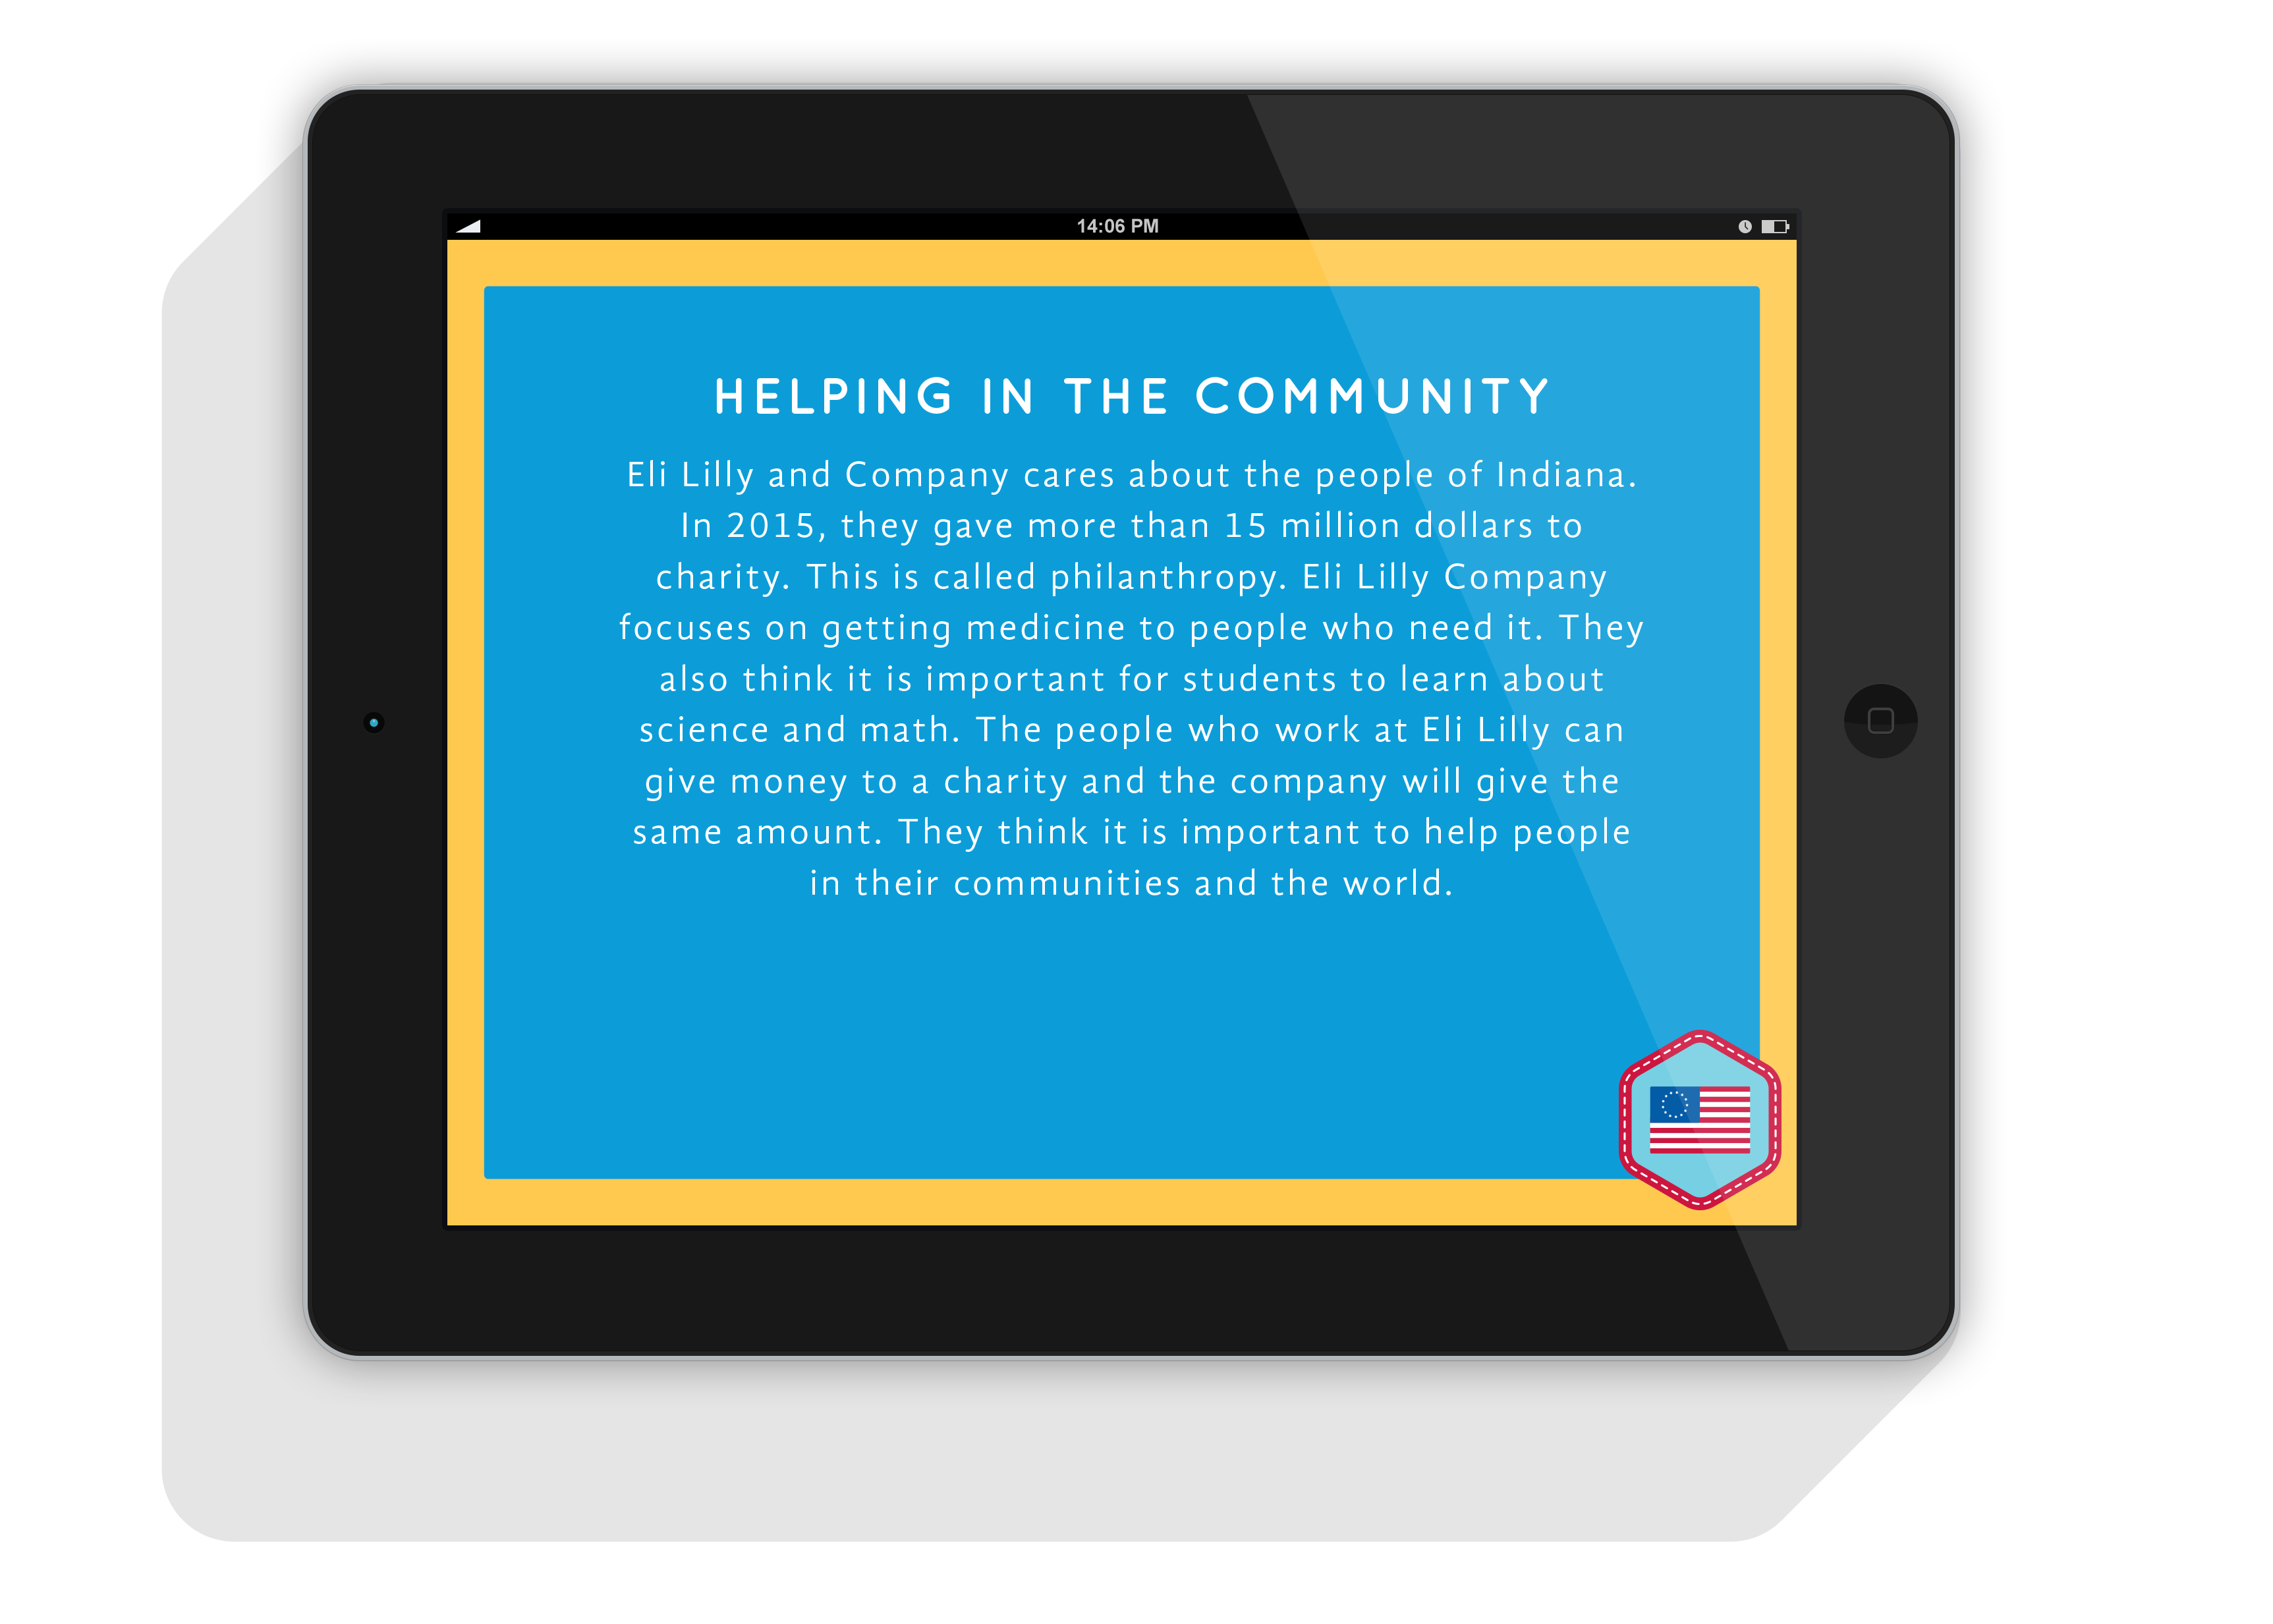 14:06 PM
HELPING IN THE COMMUNITY
Eli Lilly and Company cares about the people of Indiana.
In 2015, they gave more than 15 million dollars to
charity. This is called philanthropy. Eli Lilly Company
focuses on getting medicine to people who need it. They
also think it is important for students to learn about
science and math. The people who work at Eli Lilly can
give money to a charity and the company will give the
same amount. They think it is important to help people
in their communities and the world.